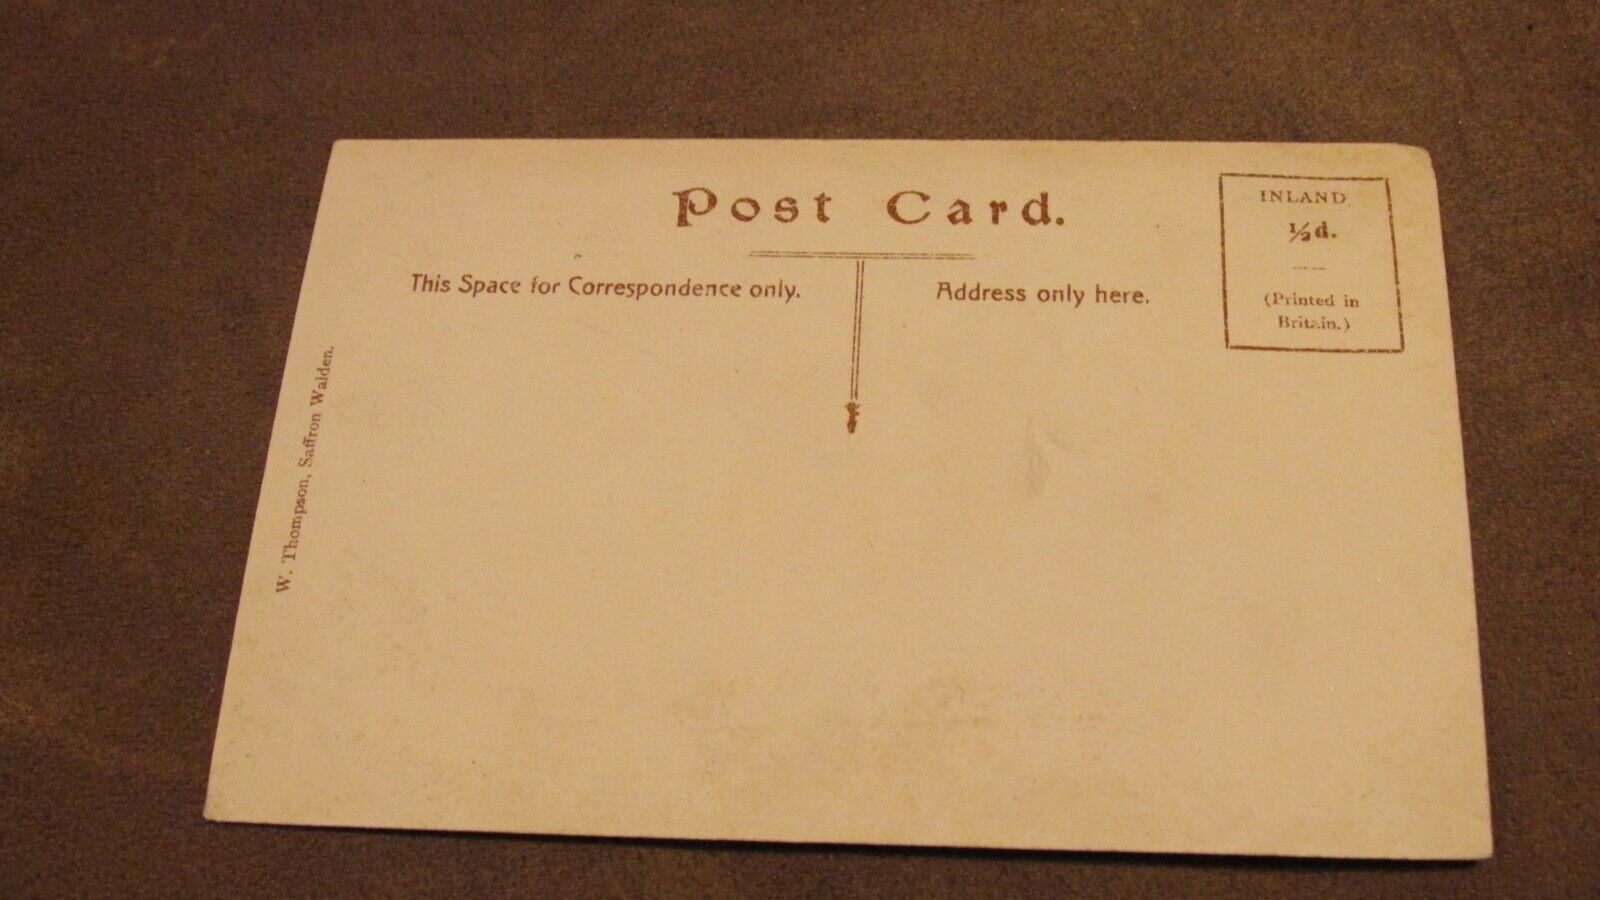 Post Card.
This Space for Correspondence only.
Address only here.
INLAND
½d.
(Printed in
Britain.)
W. Thompson, Saffron Walden.